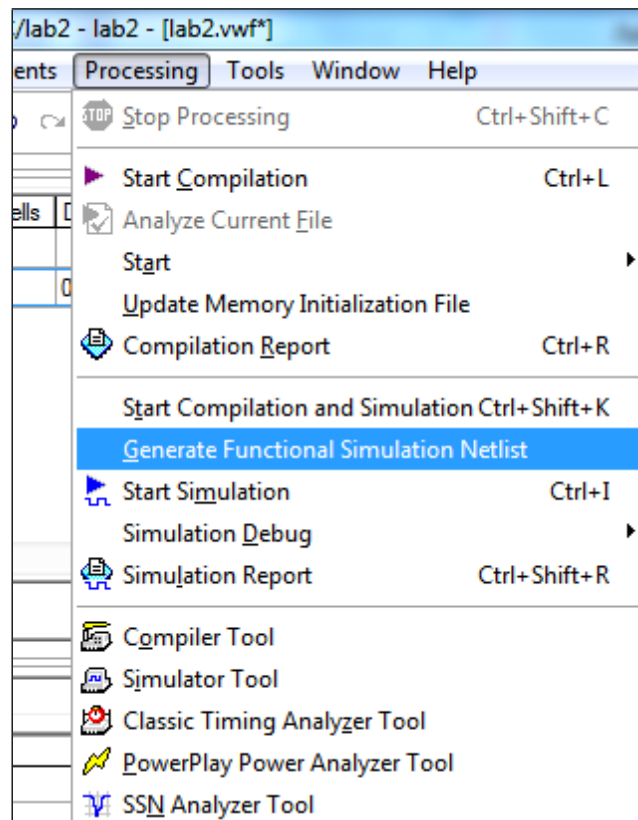 /lab2 - lab2 - [lab2.vwf*]
ents Processing Tools Window Help
STOP Stop Processing Ctrl+Shift+C
Start Compilation Ctrl+L
ells
Analyze Current File
Start
0
Update Memory Initialization File
Compilation Report Ctrl+R
Start Compilation and Simulation Ctrl+Shift+K
Generate Functional Simulation Netlist
Start Simulation Ctrl+I
Simulation Debug
Simulation Report Ctrl+Shift+R
Compiler Tool
Simulator Tool
Classic Timing Analyzer Tool
PowerPlay Power Analyzer Tool
SSN Analyzer Tool